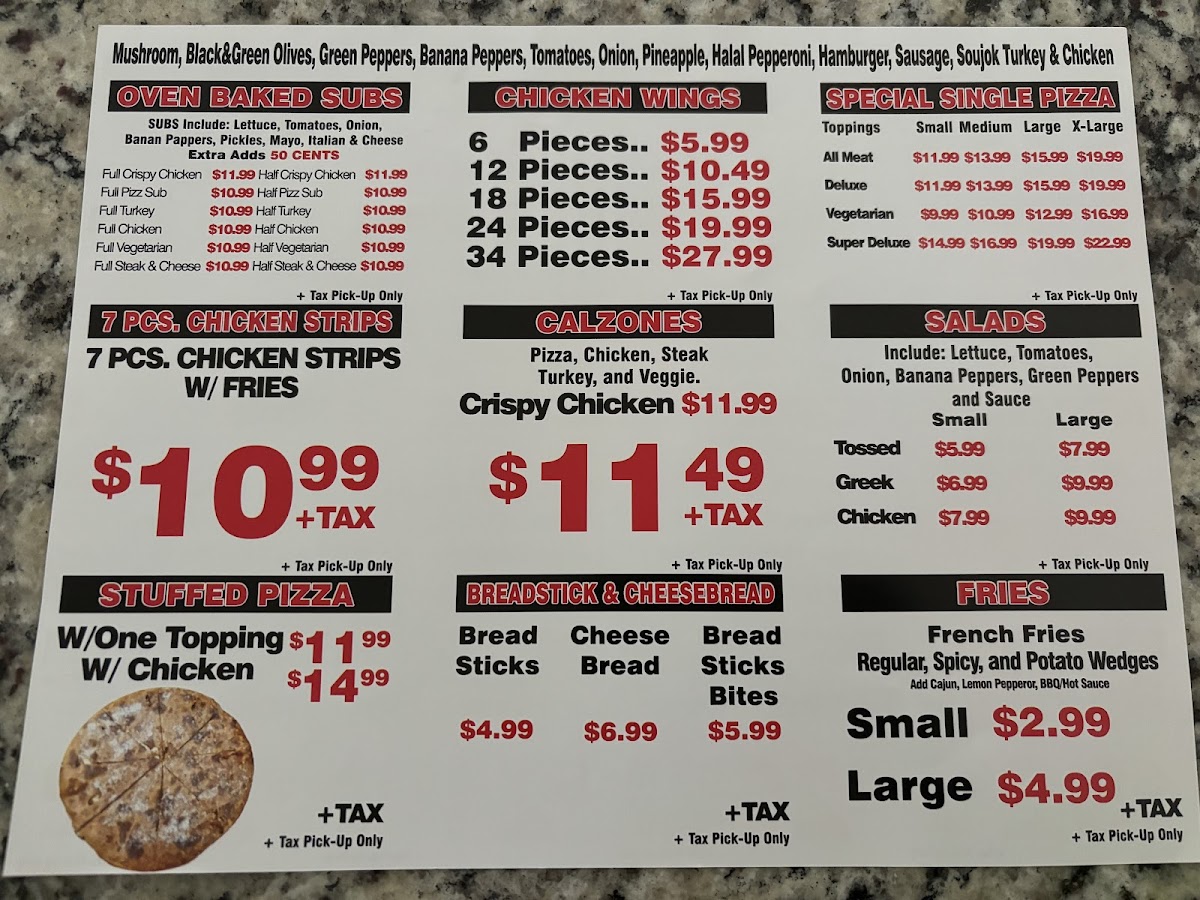 Mushroom, Black&Green Olives, Green Peppers, Banana Peppers, Tomatoes, Onion, Pineapple, Halal Pepperoni, Hamburger, Sausage, Soujok Turkey & Chicken
OVEN BAKED SUBS
SUBS Include: Lettuce, Tomatoes, Onion,
Banan Pappers, Pickles, Mayo, Italian & Cheese
Extra Adds 50 CENTS
Full Crispy Chicken $11.99 Half Crispy Chicken $11.99
Full Pizz Sub $10.99 Half Pizz Sub $10.99
Full Turkey $10.99 Half Turkey $10.99
Full Chicken $10.99 Half Chicken $10.99
Full Vegetarian $10.99 Half Vegetarian $10.99
Full Steak & Cheese $10.99 Half Steak & Cheese $10.99
+ Tax Pick-Up Only
CHICKEN WINGS
6 Pieces.. $5.99
12 Pieces.. $10.49
18 Pieces.. $15.99
24 Pieces.. $19.99
34 Pieces.. $27.99
+ Tax Pick-Up Only
SPECIAL SINGLE PIZZA
Toppings Small Medium Large X-Large
All Meat $11.99 $13.99 $15.99 $19.99
Deluxe $11.99 $13.99 $15.99 $19.99
Vegetarian $9.99 $10.99 $12.99 $16.99
Super Deluxe $14.99 $16.99 $19.99 $22.99
+ Tax Pick-Up Only
7 PCS. CHICKEN STRIPS
7 PCS. CHICKEN STRIPS
W/ FRIES
$10.99
+TAX
+ Tax Pick-Up Only
CALZONES
Pizza, Chicken, Steak
Turkey, and Veggie.
Crispy Chicken $11.99
$11.49
+TAX
+ Tax Pick-Up Only
SALADS
Include: Lettuce, Tomatoes,
Onion, Banana Peppers, Green Peppers
and Sauce
Small Large
Tossed $5.99 $7.99
Greek $6.99 $9.99
Chicken $7.99 $9.99
+ Tax Pick-Up Only
STUFFED PIZZA
W/One Topping $11.99
W/ Chicken $14.99
+TAX
+ Tax Pick-Up Only
BREADSTICK & CHEESEBREAD
Bread Cheese Bread
Sticks Bread Sticks
Bites
$4.99 $6.99 $5.99
+TAX
+ Tax Pick-Up Only
FRIES
French Fries
Regular, Spicy, and Potato Wedges
Add Cajun, Lemon Pepperor, BBQ/Hot Sauce
Small $2.99
Large $4.99
+TAX
+ Tax Pick-Up Only